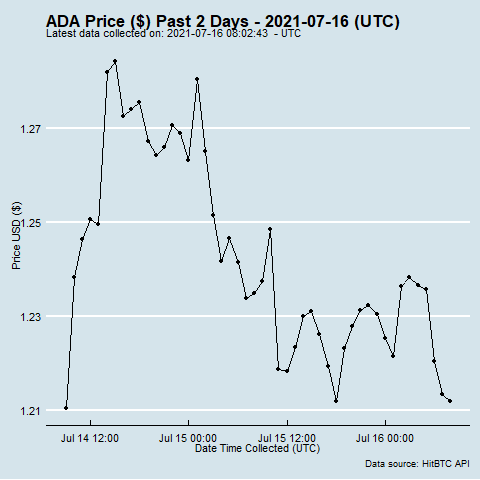 ADA Price ($) Past 2 Days - 2021-07-16 (UTC)
Latest data collected on: 2021-07-16 08:02:43 - UTC
Price USD ($)
1.27
1.25
1.23
1.21
Jul 14 12:00 Jul 15 00:00 Jul 15 12:00 Jul 16 00:00
Date Time Collected (UTC)
Data source: HitBTC API